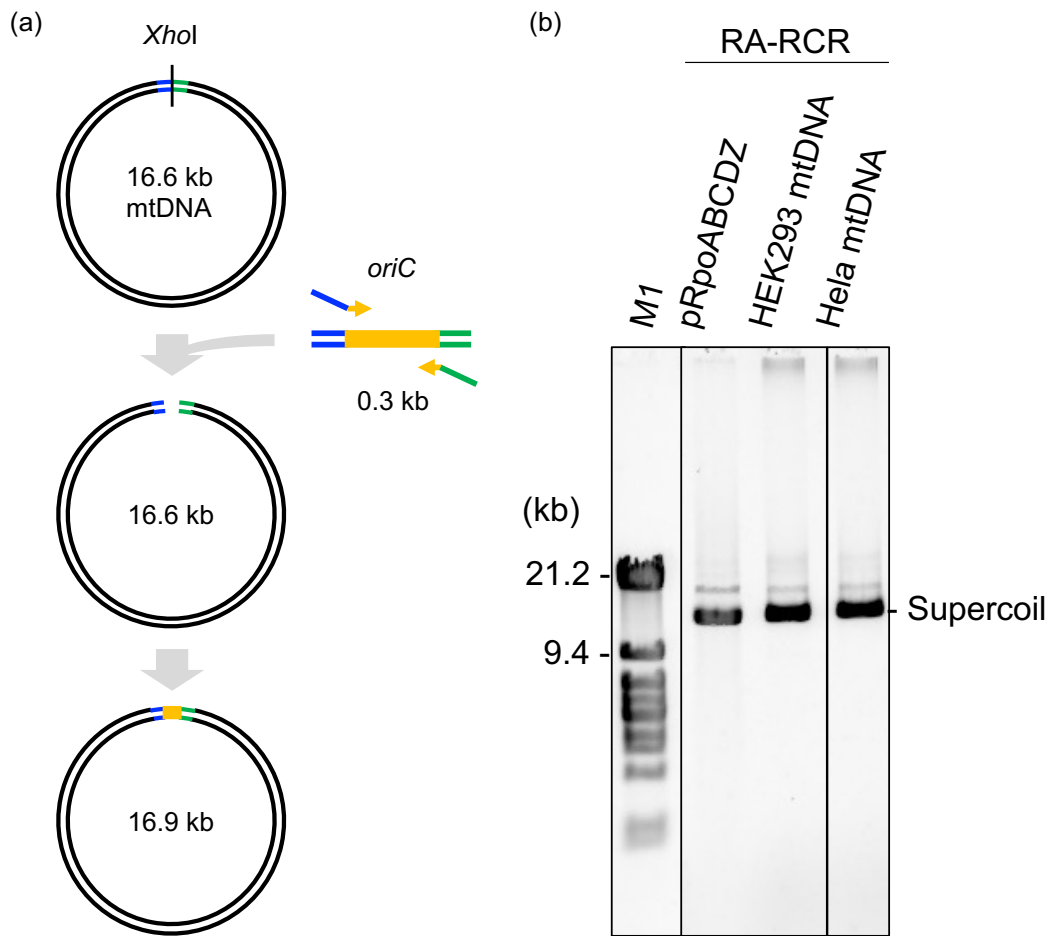 (a)
XhoI
16.6 kb
mtDNA
oriC
0.3 kb
16.6 kb
16.9 kb
(b)
RA-RCR
M1
pRpoABCDZ
HEK293 mtDNA
Hela mtDNA
(kb)
21.2 -
9.4 -
- Supercoil